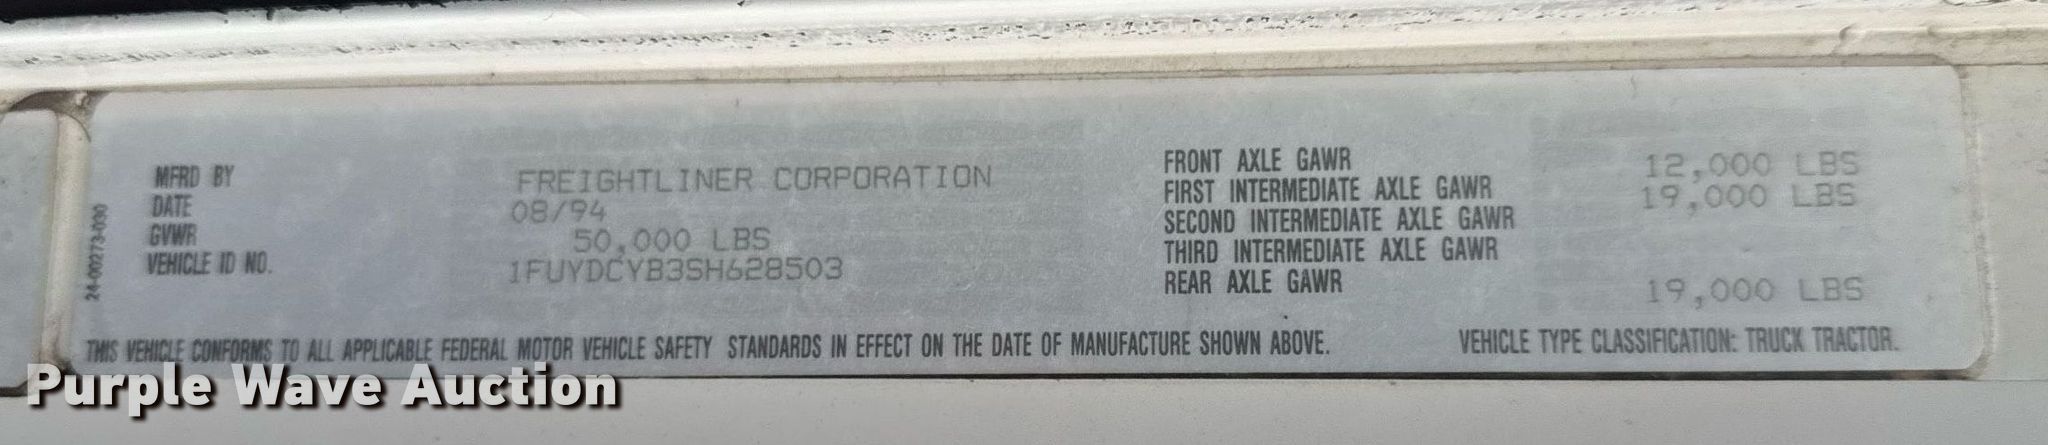 MFRD BY FREIGHTLINER CORPORATION
DATE 08/94
GVWR 50,000 LBS
VEHICLE ID NO. 1FUYDCYB3SH628503
FRONT AXLE GAWR 12,000 LBS
FIRST INTERMEDIATE AXLE GAWR 19,000 LBS
SECOND INTERMEDIATE AXLE GAWR
THIRD INTERMEDIATE AXLE GAWR
REAR AXLE GAWR 19,000 LBS
24-00273-030
THIS VEHICLE CONFORMS TO ALL APPLICABLE FEDERAL MOTOR VEHICLE SAFETY STANDARDS IN EFFECT ON THE DATE OF MANUFACTURE SHOWN ABOVE. VEHICLE TYPE CLASSIFICATION: TRUCK TRACTOR.
Purple Wave Auction